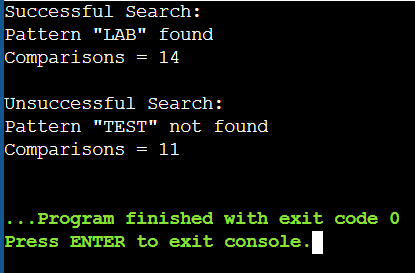 Successful Search:
Pattern "LAB" found
Comparisons = 14
Unsuccessful Search:
Pattern "TEST" not found
Comparisons = 11
...Program finished with exit code 0
Press ENTER to exit console.